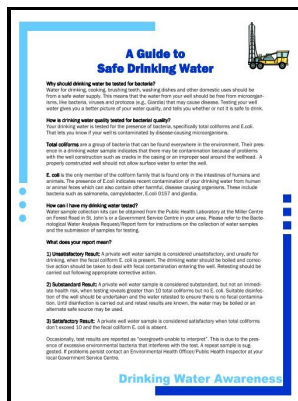 A Guide to
Safe Drinking Water
Why should drinking water be tested for bacteria?
Water for drinking, cooking, brushing teeth, washing dishes and other domestic uses should be
from a safe water supply. This means that the water from your well should be free from microorgan-
isms, like bacteria, viruses and protozoa (e.g., Giardia) that may cause disease. Testing your well
water gives you a better picture of your water quality, and tells you whether or not it is safe to drink.
How is drinking water quality tested for bacterial quality?
Your drinking water is tested for the presence of bacteria, specifically total coliforms and E.coli.
That lets you know if your well is contaminated by disease-causing microorganisms.
Total coliforms are a group of bacteria that can be found everywhere in the environment. Their pres-
ence in a drinking water sample indicates that there may be contamination because of problems
with the well construction such as cracks in the casing or an improper seal around the wellhead. A
properly constructed well should not allow surface water to enter the well.
E. coli is the only member of the coliform family that is found only in the intestines of humans and
animals. The presence of E.coli indicates recent contamination of your drinking water from human
or animal feces which can also contain other harmful, disease causing organisms. These include
bacteria such as salmonella, campylobacter, E.coli 0157 and giardia.
How can I have my drinking water tested?
Water sample collection kits can be obtained from the Public Health Laboratory at the Miller Centre
on Forest Road in St. John's or a Government Service Centre in your area. Please refer to the Bacte-
riological Water Analysis Request/Report form for instructions on the collection of water samples
and the submission of samples for testing.
What does your report mean?
1) Unsatisfactory Result: A private well water sample is considered unsatisfactory, and unsafe for
drinking, when the fecal coliform E. coli is present. The drinking water should be boiled and correc-
tive action should be taken to deal with fecal contamination entering the well. Retesting should be
carried out following appropriate corrective action.
2) Substandard Result: A private well water sample is considered substandard, but not an immedi-
ate health risk, when testing reveals greater than 10 total coliforms but no E. coli. Suitable disinfec-
tion of the well should be undertaken and the water retested to ensure there is no fecal contamina-
tion. Until disinfection is carried out and retest results are known, the water may be boiled or an
alternate safe source may be used.
3) Satisfactory Result: A private well water sample is considered satisfactory when total coliforms
don't exceed 10 and the fecal coliform E. coli is absent.
Occasionally, test results are reported as "overgrowth-unable to interpret". This is due to the pres-
ence of excessive environmental bacteria that interferes with the test. A repeat sample is sug-
gested. If problems persist contact an Environmental Health Officer/Public Health Inspector at your
local Government Service Centre.
Drinking Water Awareness